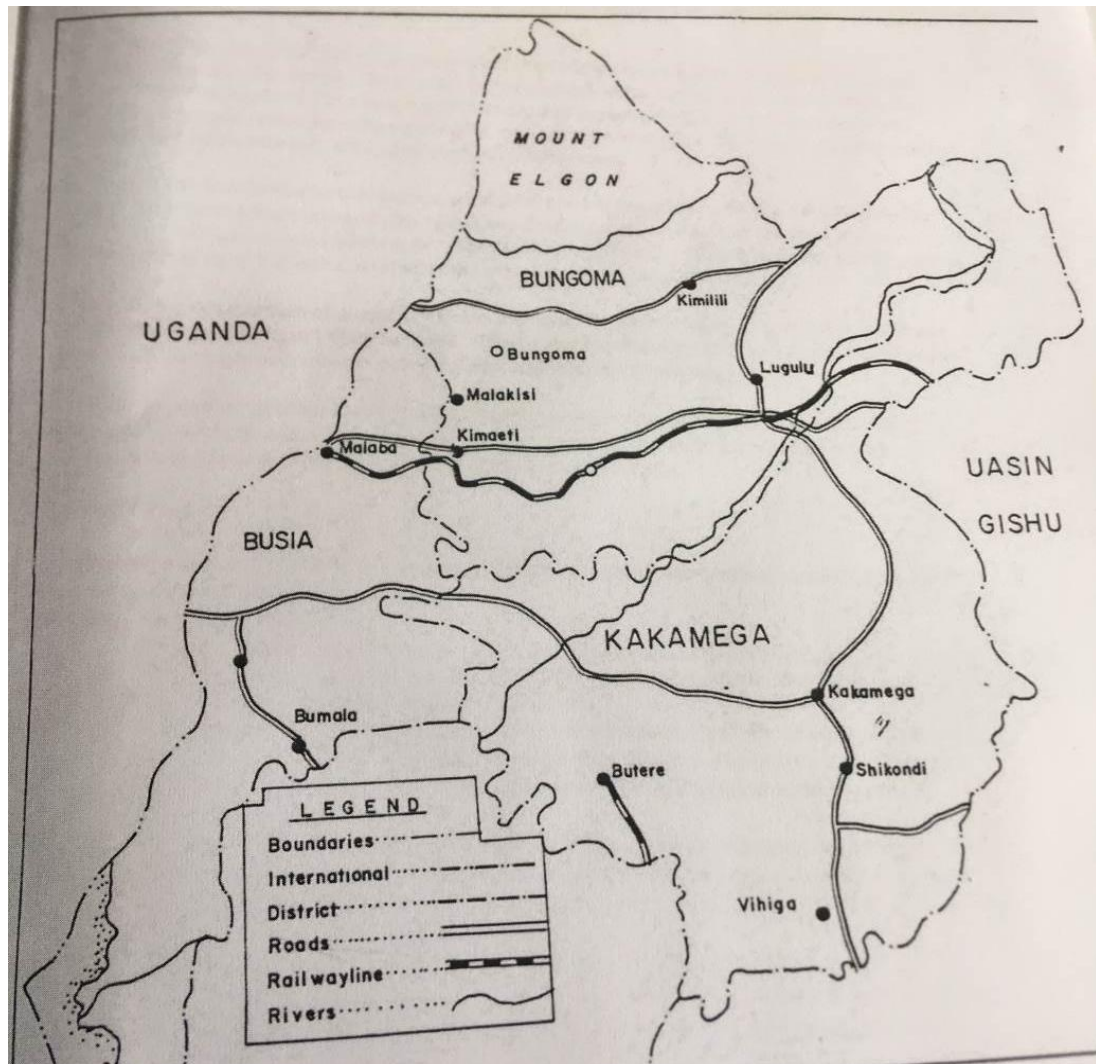 MOUNT
ELGON
BUNGOMA
Kimilili
UGANDA
Bungoma
Lugulu
Malakisi
Kimaeti
Malaba
UASIN
GISHU
BUSIA
KAKAMEGA
Kakamega
Bumala
Shikondi
Butere
LEGEND
Boundaries
International
District
Roads
Railwayline
Rivers
Vihiga